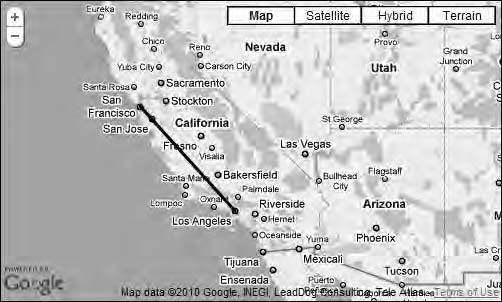 Eureka
Redding
Map Satellite Hybrid Terrain
+
−
Chico
Reno
Nevada
Provo
Grand Junction
Yuba City
Carson City
Utah
Santa Rosa
Sacramento
San Francisco
Stockton
San Jose
California
St George
Fresno
Visalia
Las Vegas
Santa Maria
Bakersfield
Bullhead City
Flagstaff
Lompoc
Oxnard
Palmdale
Los Angeles
Riverside
Hemet
Arizona
Oceanside
Phoenix
Yuma
Tijuana
Mexicali
Tucson
Ensenada
Las Cr
POWERED BY
Google
Map data ©2010 Google, INEGI, LeadDog Consulting, Tele Atlas - Terms of Use